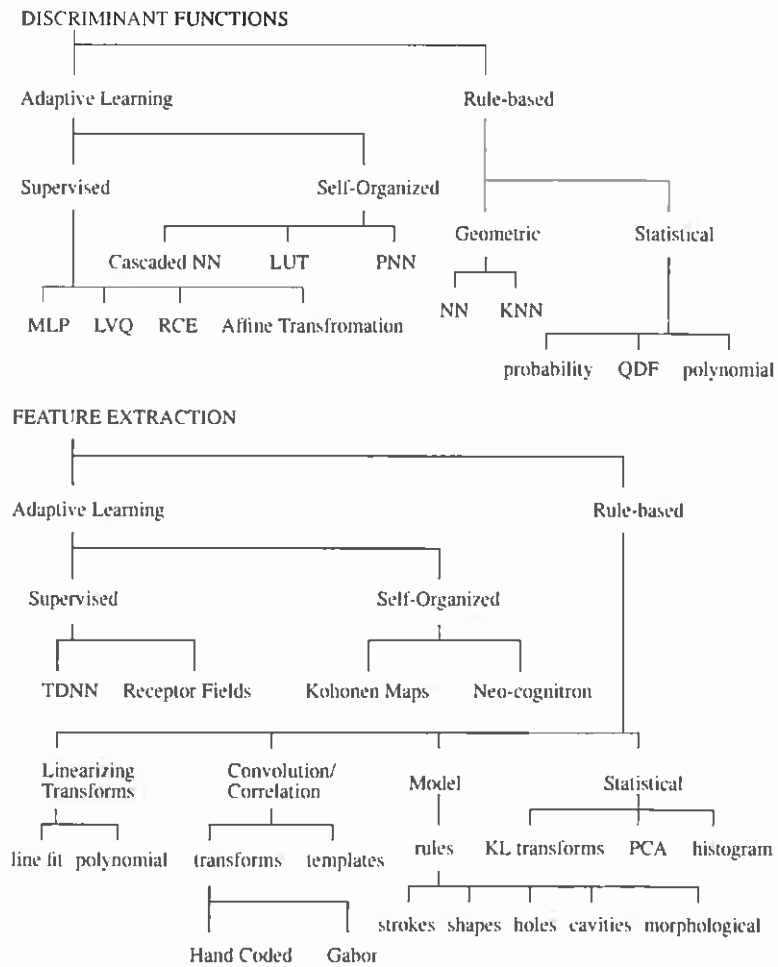 DISCRIMINANT FUNCTIONS
Adaptive Learning Rule-based
Supervised Self-Organized
Geometric Statistical
Cascaded NN LUT PNN
NN KNN
MLP LVQ RCE Affine Transfromation
probability QDF polynomial
FEATURE EXTRACTION
Adaptive Learning Rule-based
Supervised Self-Organized
TDNN Receptor Fields Kohonen Maps Neo-cognitron
Linearizing Convolution/ Model Statistical
Transforms Correlation
line fit polynomial transforms templates rules KL transforms PCA histogram
strokes shapes holes cavities morphological
Hand Coded Gabor